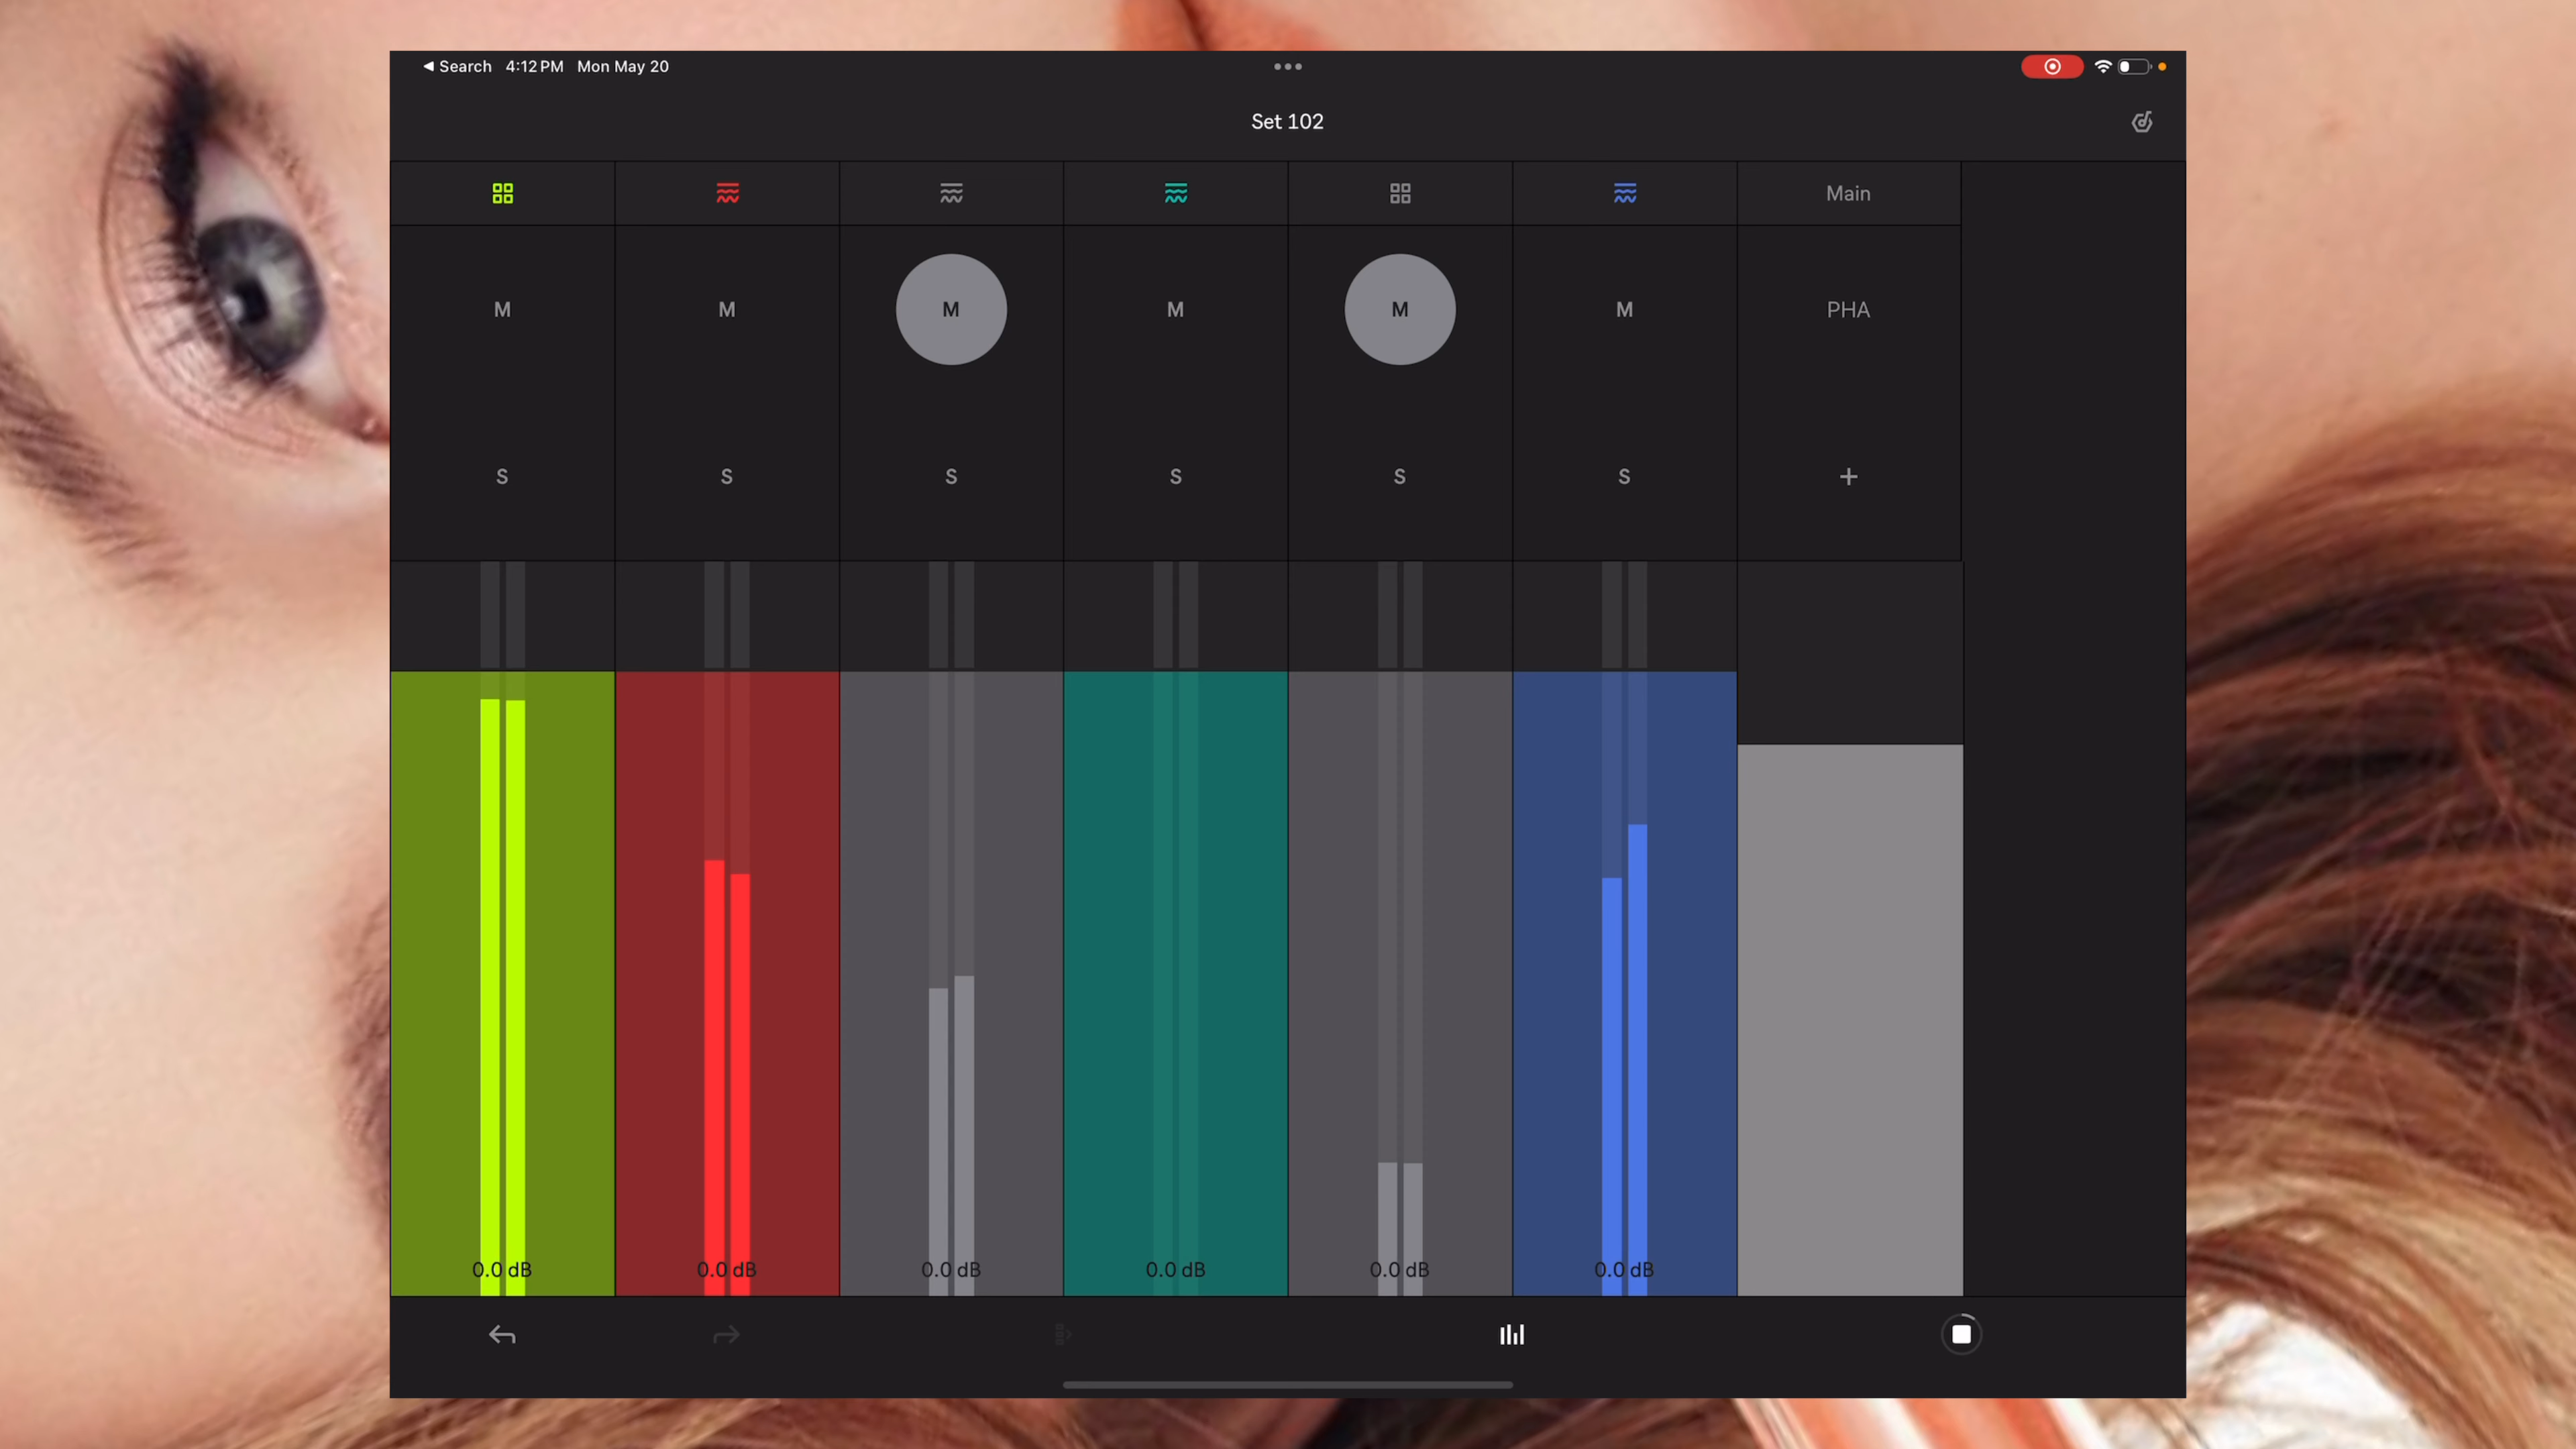 Search 4:12 PM Mon May 20
Set 102
Main
M M M M M M PHA
S S S S S S +
0.0 dB 0.0 dB 0.0 dB 0.0 dB 0.0 dB 0.0 dB